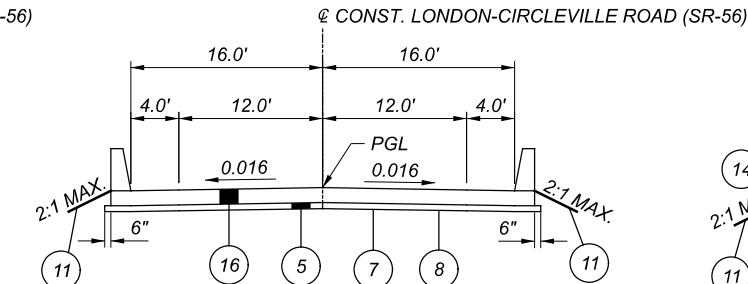 -56)
℄ CONST. LONDON-CIRCLEVILLE ROAD (SR-56)
16.0' 16.0'
4.0' 12.0' 12.0' 4.0'
PGL
0.016 0.016
2:1 MAX. 2:1 MAX. 14
6" 6" 2:1 M
11 16 5 7 8 11 11